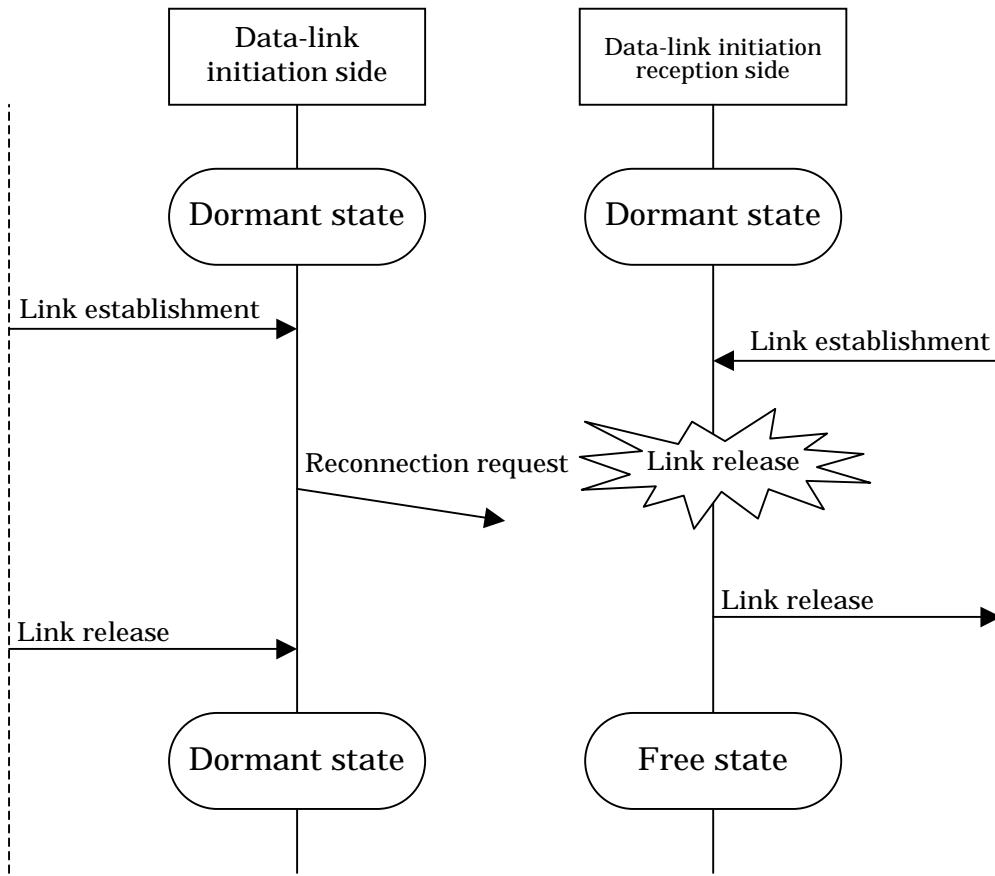 Data-link
initiation side
Data-link initiation
reception side
Dormant state
Dormant state
Link establishment
Link establishment
Reconnection request
Link release
Link release
Link release
Dormant state
Free state